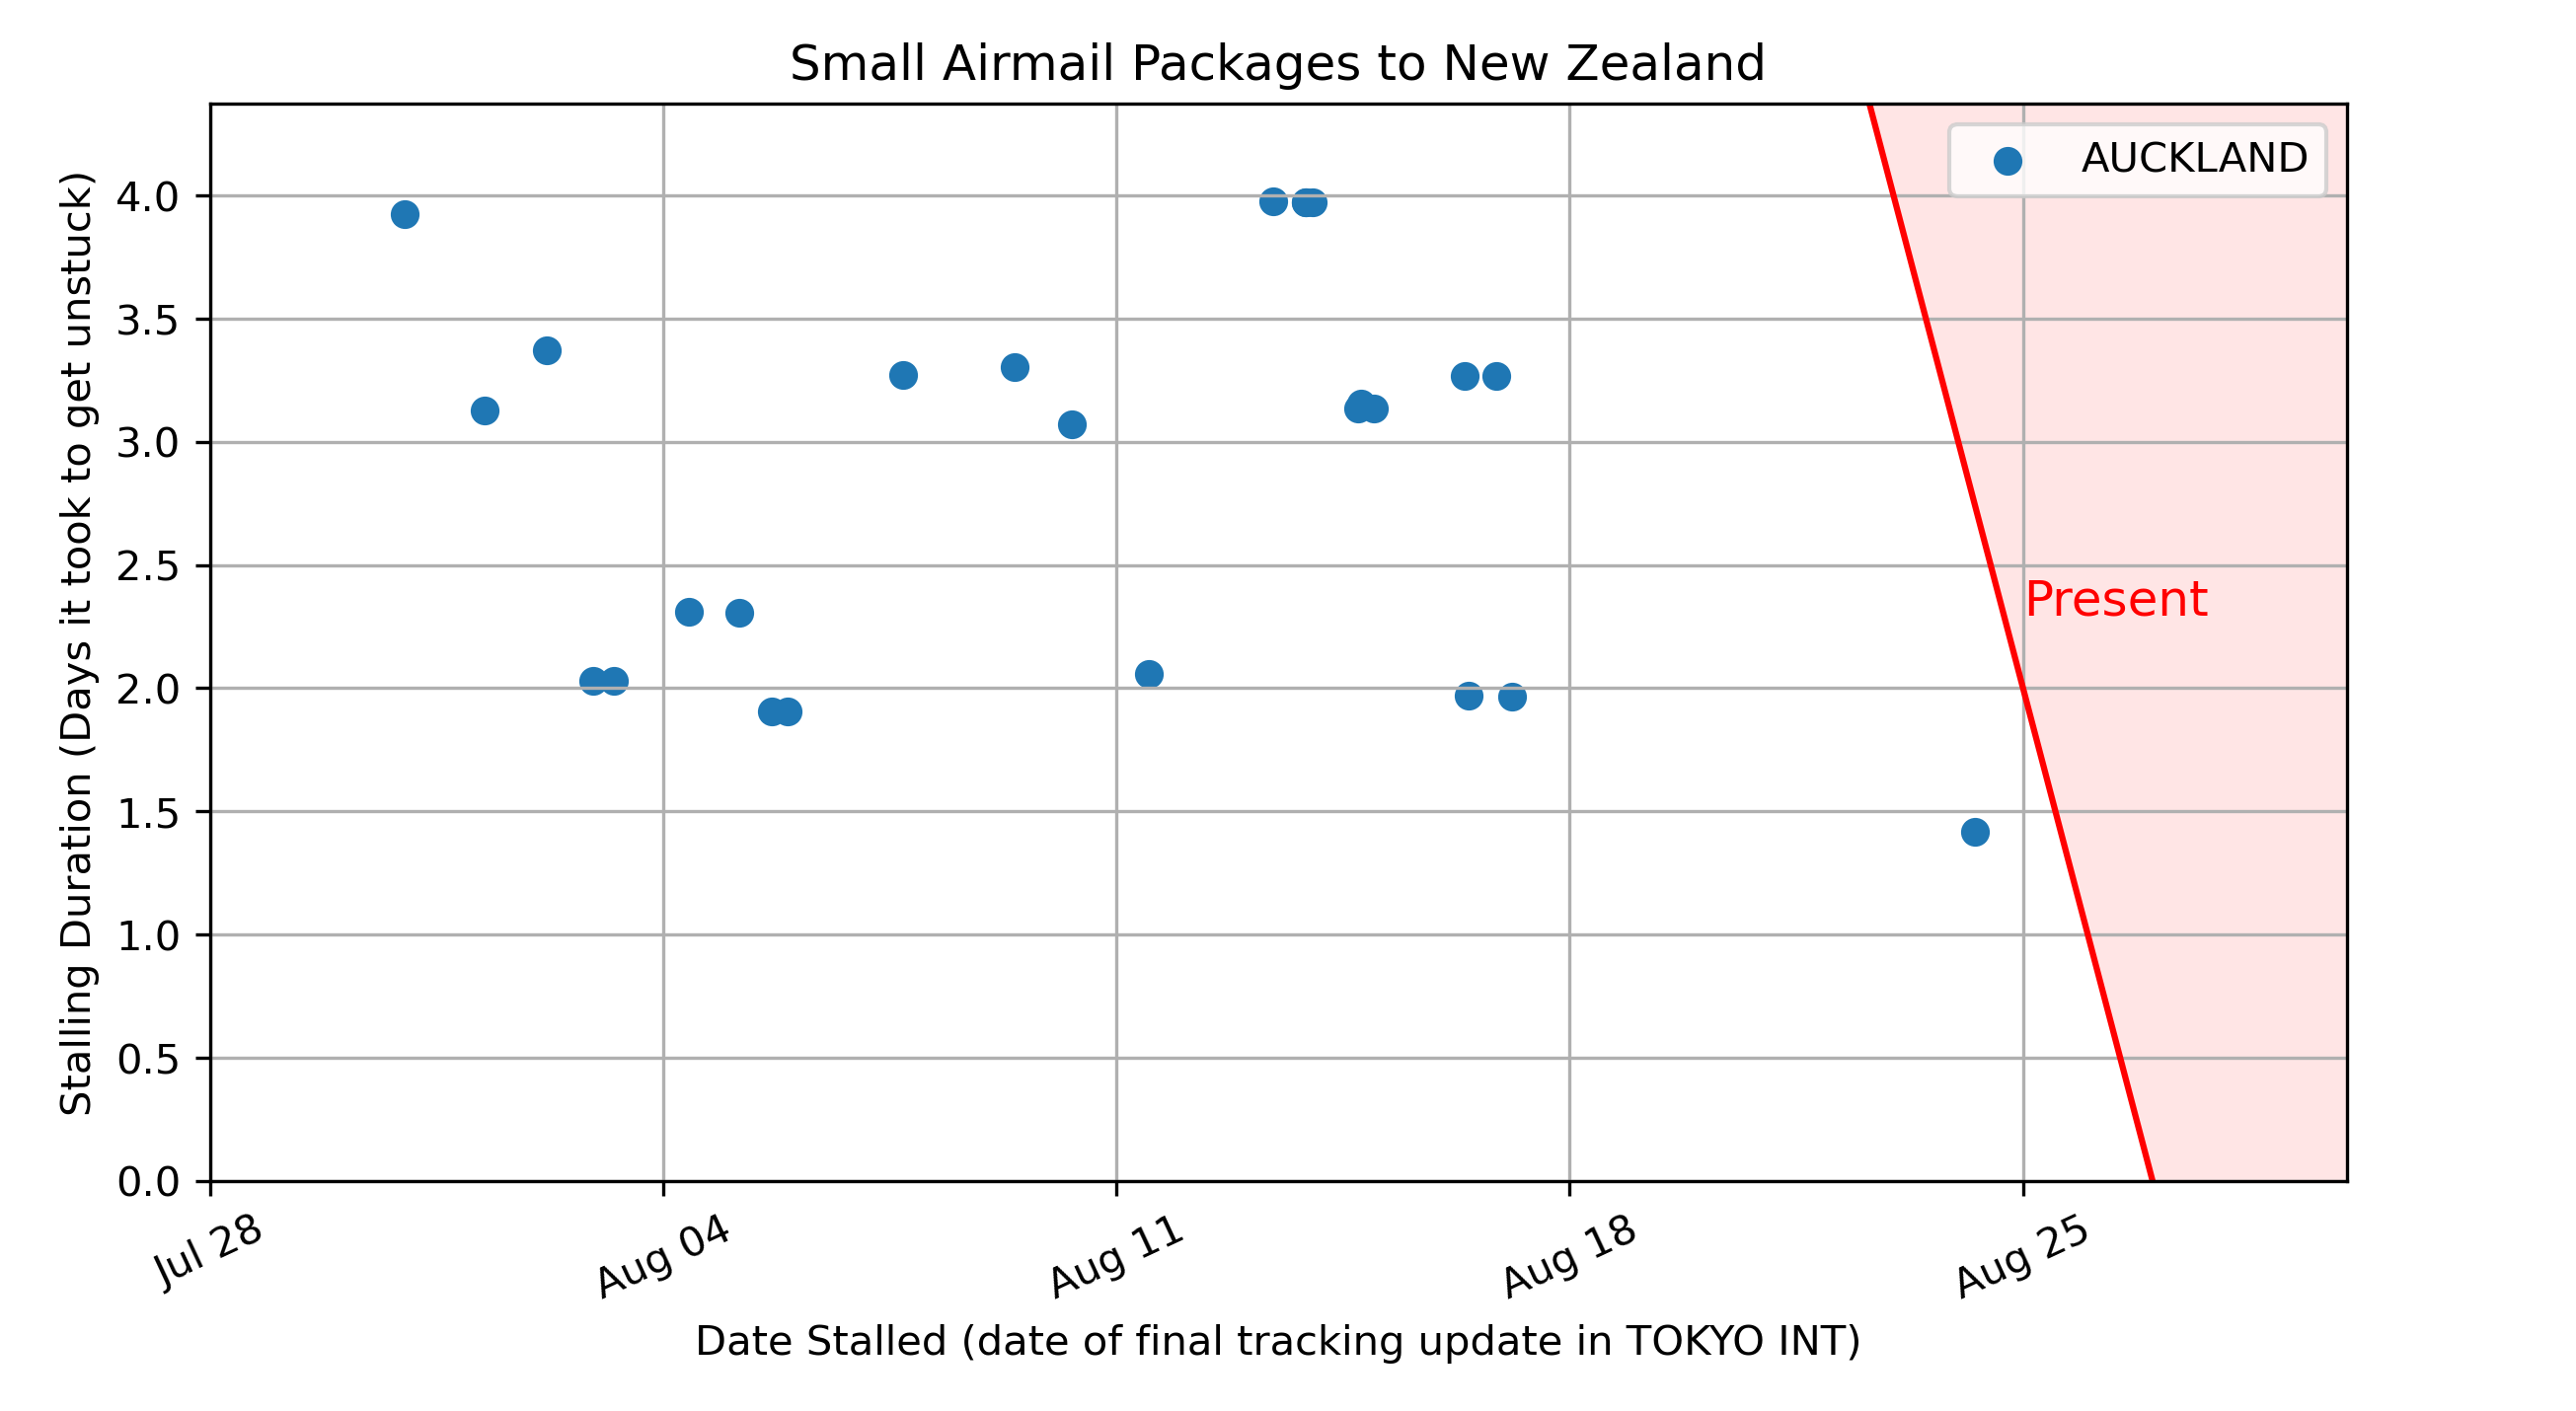 Small Airmail Packages to New Zealand
AUCKLAND
Stalling Duration (Days it took to get unstuck)
4.0
3.5
3.0
2.5
2.0
1.5
1.0
0.5
0.0
Present
Jul 28
Aug 04
Aug 11
Aug 18
Aug 25
Date Stalled (date of final tracking update in TOKYO INT)